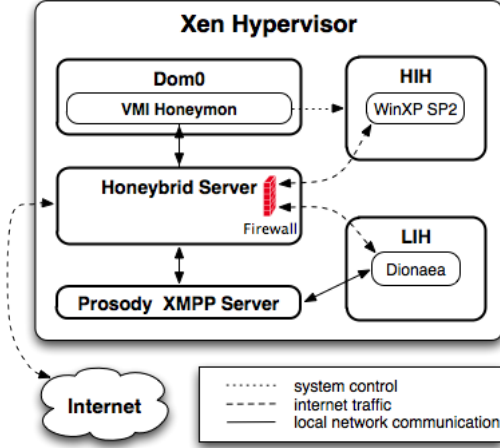 Xen Hypervisor
Dom0
VMI Honeymon
HIH
WinXP SP2
Honeybrid Server
Firewall
LIH
Dionaea
Prosody XMPP Server
Internet
system control
internet traffic
local network communication